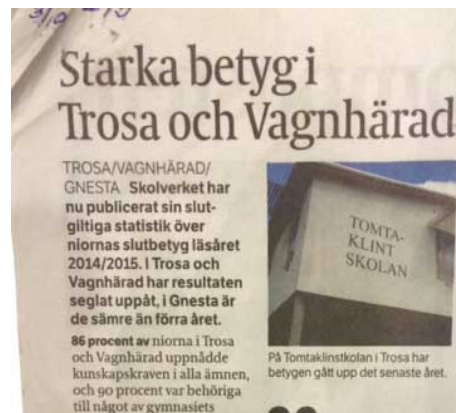 3/9
Starka betyg i
Trosa och Vagnhärad
TROSA/VAGNHÄRAD/
GNESTA Skolverket har
nu publicerat sin slut-
giltiga statistik över
niornas slutbetyg läsåret
2014/2015. I Trosa och
Vagnhärad har resultaten
seglat uppåt, i Gnesta är
de sämre än förra året.
86 procent av niorna i Trosa
och Vagnhärad uppnådde
kunskapskraven i alla ämnen,
och 90 procent var behöriga
till något av gymnasiets
TOMTA-
KLINT
SKOLAN
På Tomtaklintskolan i Trosa har
betygen gått upp det senaste året.